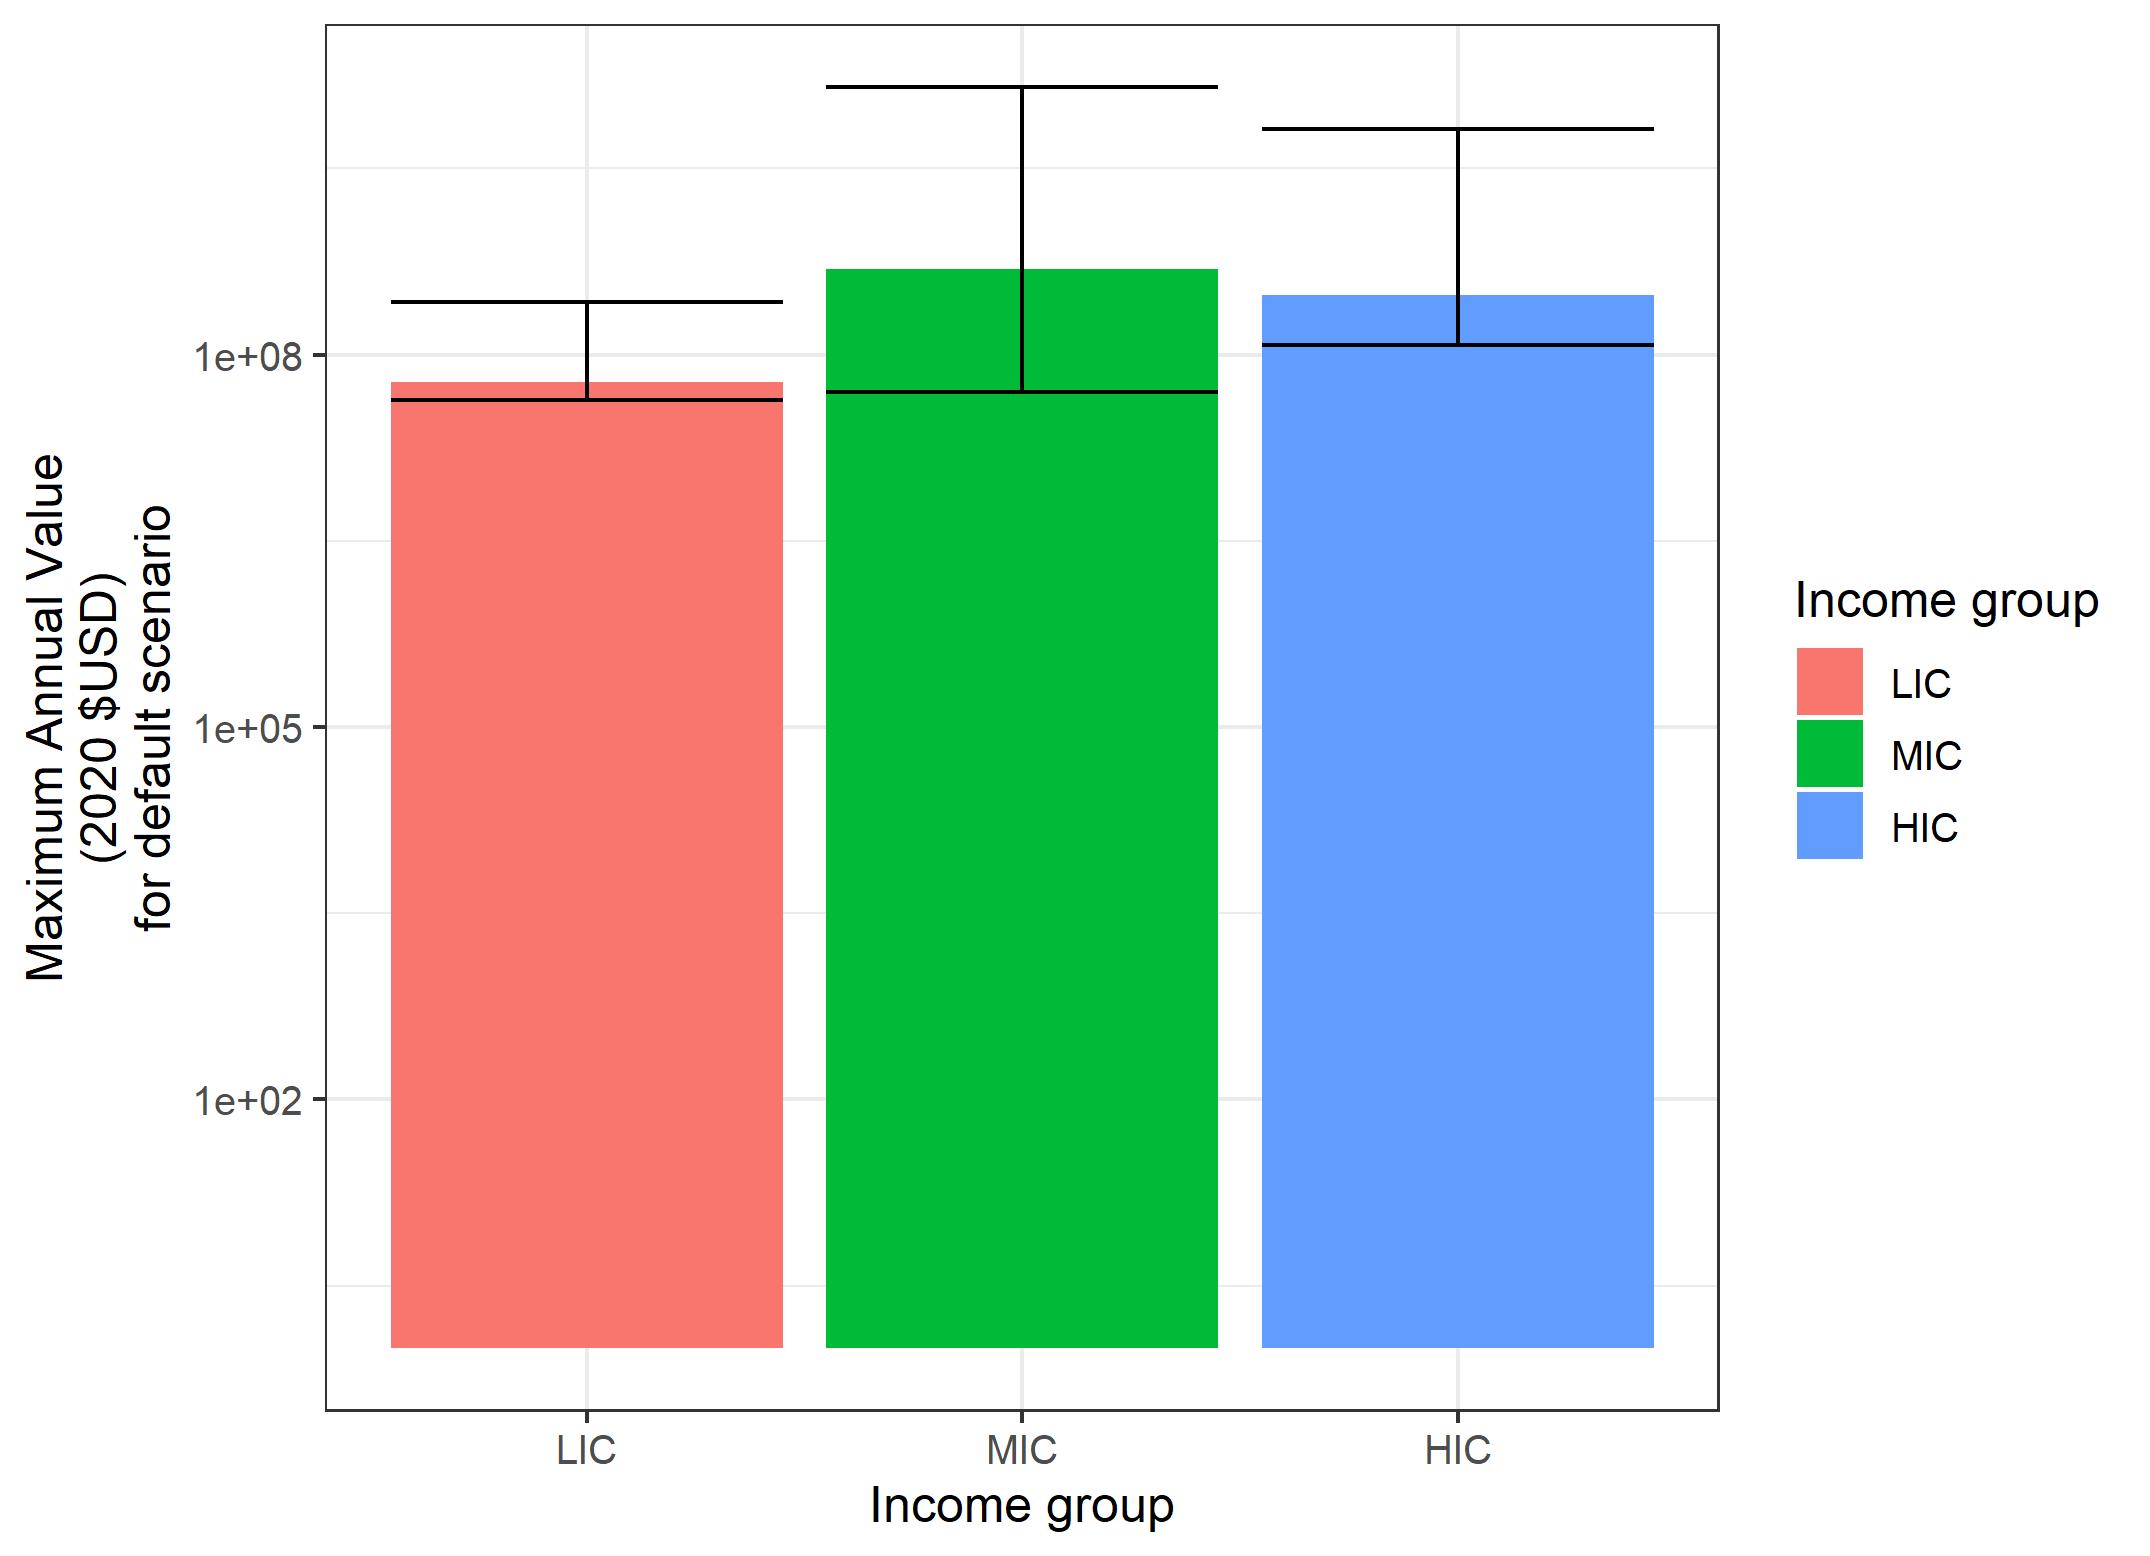 Maximum Annual Value
(2020 $USD)
for default scenario
1e+08
1e+05
1e+02
LIC
MIC
HIC
Income group
Income group
LIC
MIC
HIC